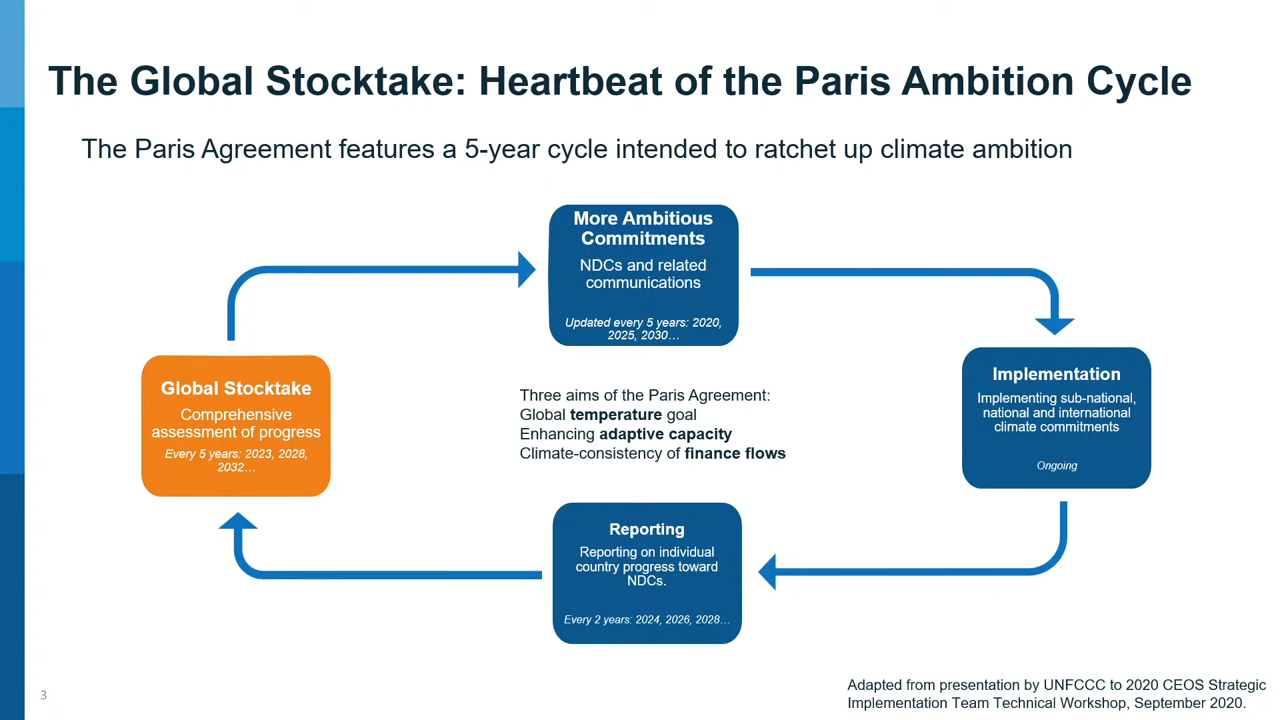 The Global Stocktake: Heartbeat of the Paris Ambition Cycle
The Paris Agreement features a 5-year cycle intended to ratchet up climate ambition
More Ambitious
Commitments
NDCs and related
communications
Updated every 5 years: 2020,
2025, 2030…
Global Stocktake
Comprehensive
assessment of progress
Every 5 years: 2023, 2028,
2032…
Three aims of the Paris Agreement:
Global temperature goal
Enhancing adaptive capacity
Climate-consistency of finance flows
Implementation
Implementing sub-national,
national and international
climate commitments
Ongoing
Reporting
Reporting on individual
country progress toward
NDCs.
Every 2 years: 2024, 2026, 2028…
3
Adapted from presentation by UNFCCC to 2020 CEOS Strategic
Implementation Team Technical Workshop, September 2020.